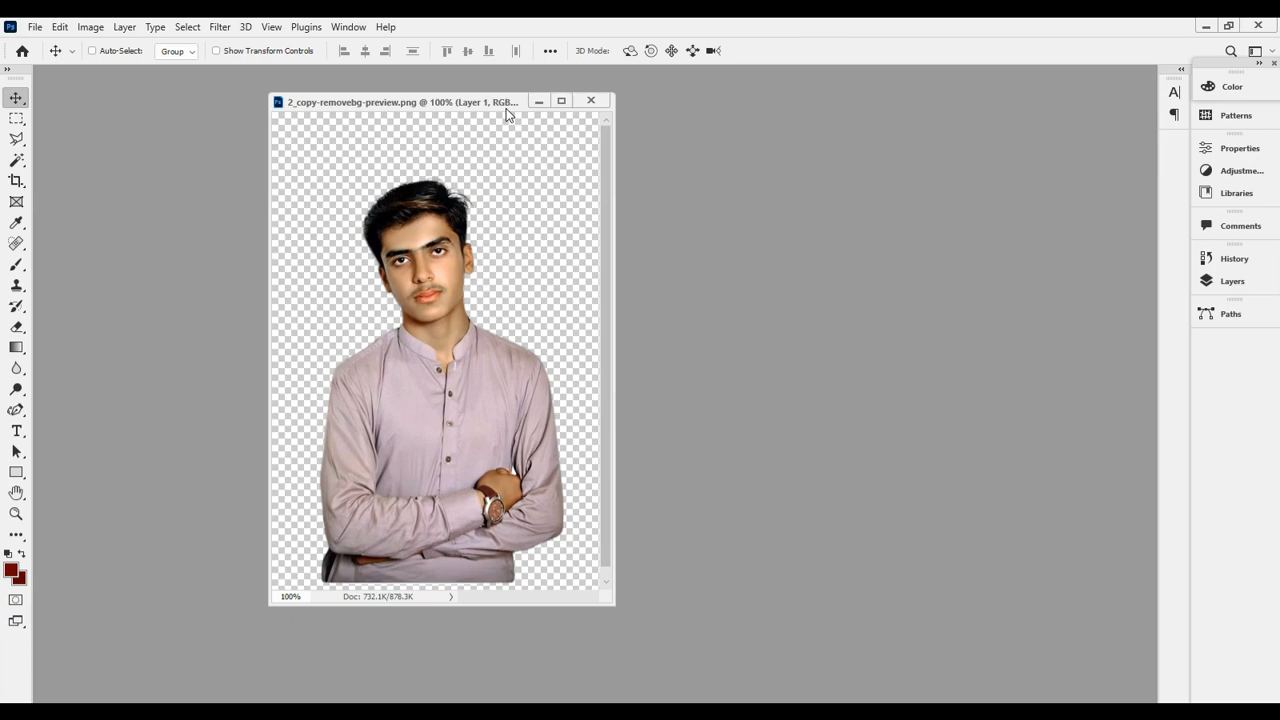 Ps File Edit Image Layer Type Select Filter 3D View Plugins Window Help
Auto-Select: Group Show Transform Controls 3D Mode:
Ps 2_copy-removebg-preview.png @ 100% (Layer 1, RGB...
Color
Patterns
Properties
Adjustme...
Libraries
Comments
History
Layers
Paths
100% Doc: 732.1K/878.3K